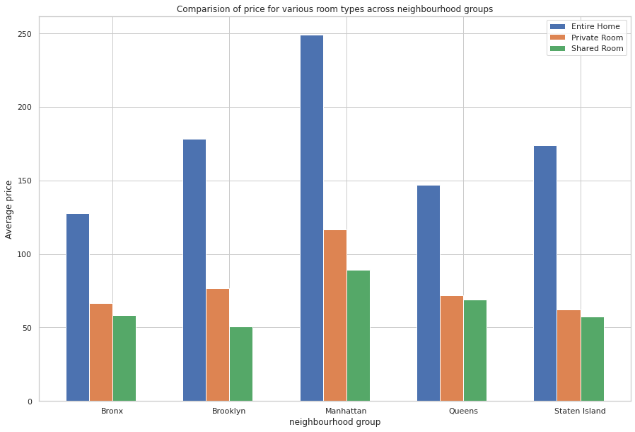 Comparision of price for various room types across neighbourhood groups
Entire Home
Private Room
Shared Room
Average price
250
200
150
100
50
0
Bronx Brooklyn Manhattan Queens Staten Island
neighbourhood group